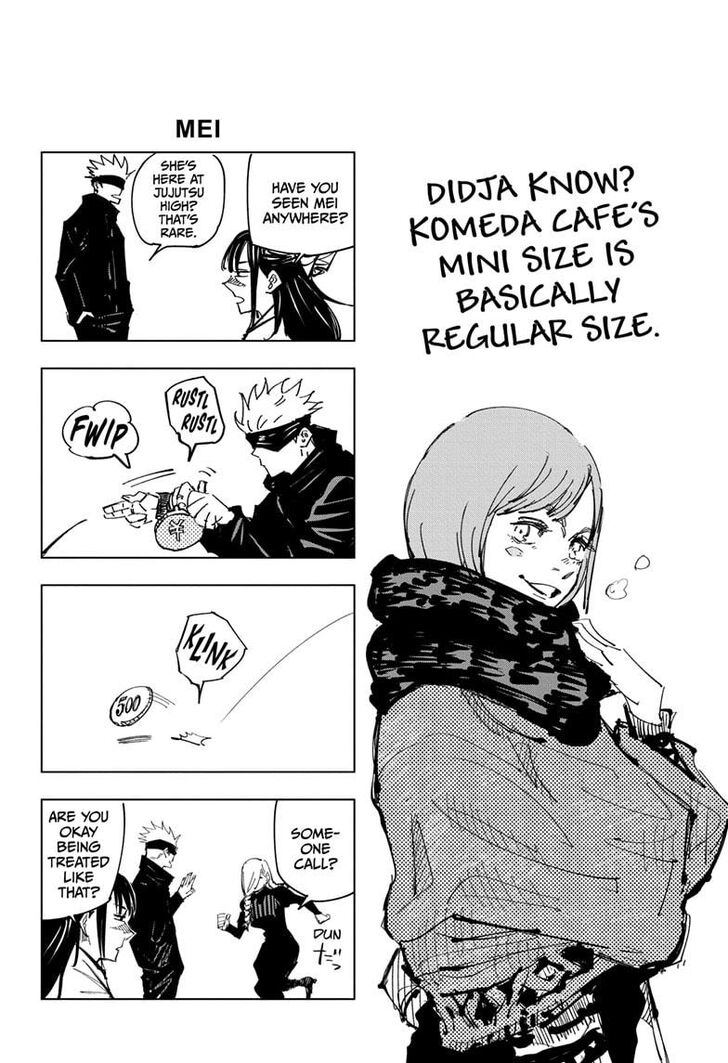 MEI
HAVE YOU
SEEN MEI
ANYWHERE?
SHE'S
HERE AT
JUJUTSU
HIGH?
THAT'S
RARE.
RUSTL
RUSTL
FWIP
¥
KLINK
500
SOME-
ONE
CALL?
DUN
ダッ
ARE YOU
OKAY
BEING
TREATED
LIKE
THAT?
DIDJA KNOW?
KOMEDA CAFE'S
MINI SIZE IS
BASICALLY
REGULAR SIZE.